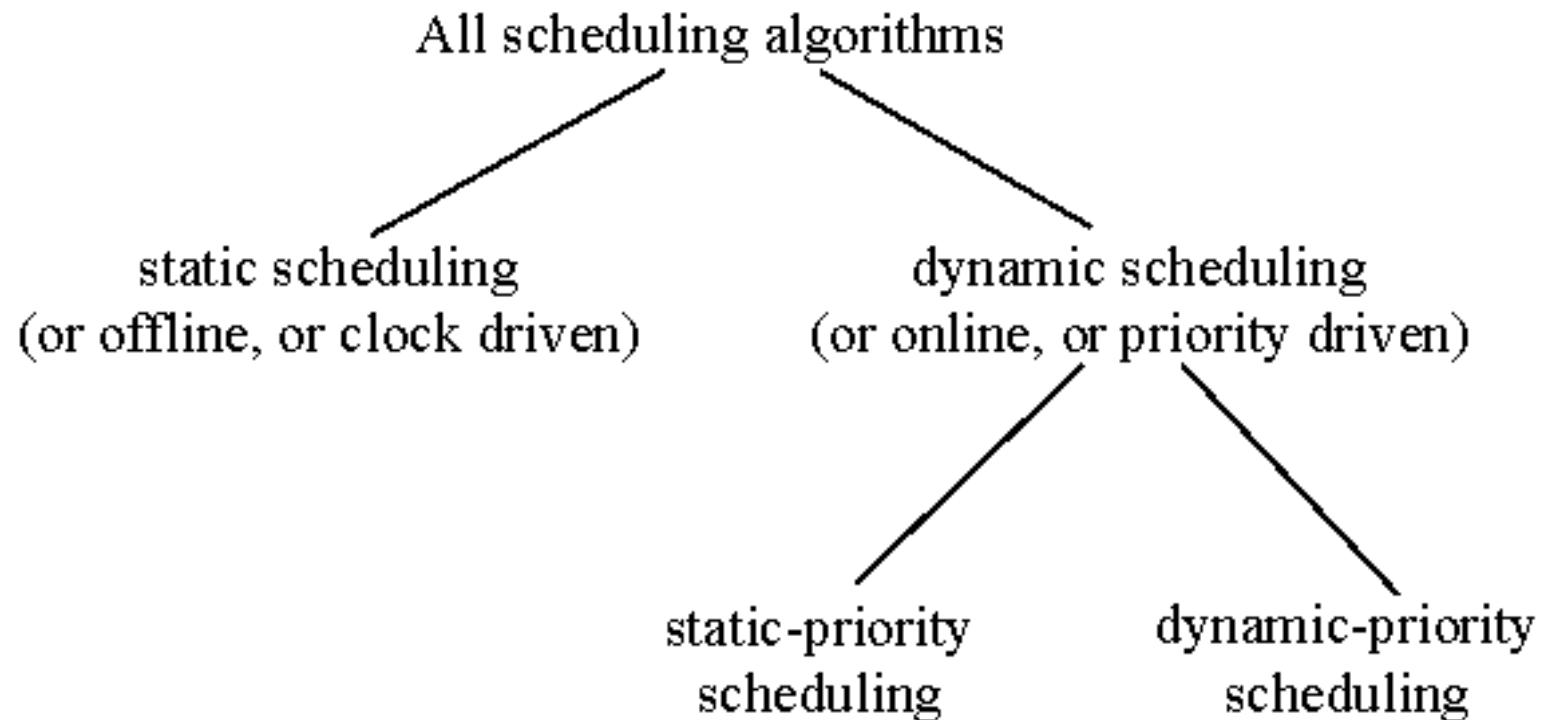 All scheduling algorithms
static scheduling
(or offline, or clock driven)
dynamic scheduling
(or online, or priority driven)
static-priority
scheduling
dynamic-priority
scheduling